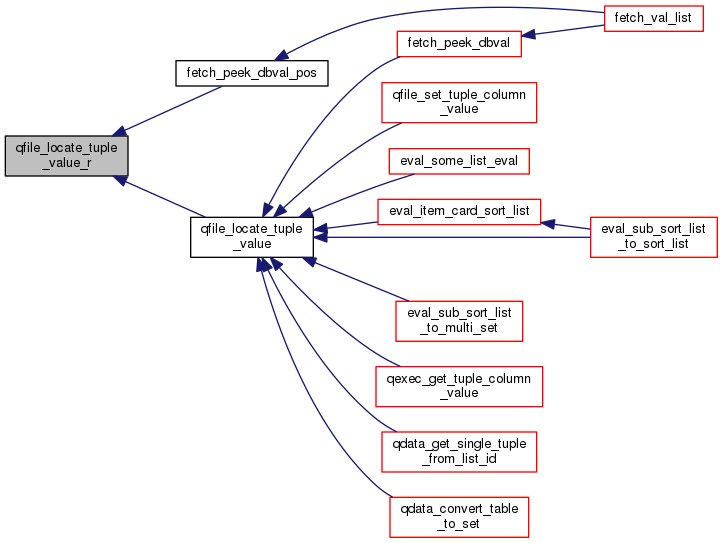 fetch_val_list
fetch_peek_dbval
fetch_peek_dbval_pos
qfile_set_tuple_column
_value
qfile_locate_tuple
_value_r
eval_some_list_eval
eval_item_card_sort_list
qfile_locate_tuple
_value
eval_sub_sort_list
_to_sort_list
eval_sub_sort_list
_to_multi_set
qexec_get_tuple_column
_value
qdata_get_single_tuple
_from_list_id
qdata_convert_table
_to_set